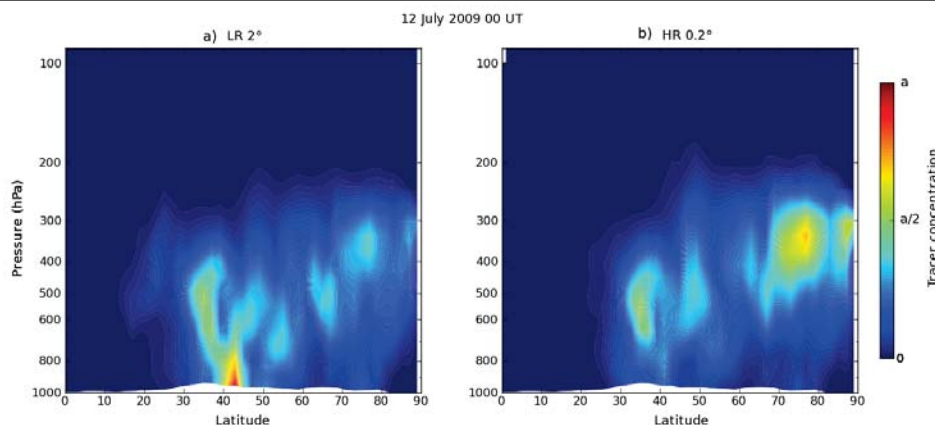 12 July 2009 00 UT
a) LR 2°
b) HR 0.2°
Pressure (hPa)
100
200
300
400
500
600
800
1000
0 10 20 30 40 50 60 70 80 90
Latitude
100
200
300
400
500
600
800
1000
0 10 20 30 40 50 60 70 80 90
Latitude
a
a/2
0
Tracer concentration